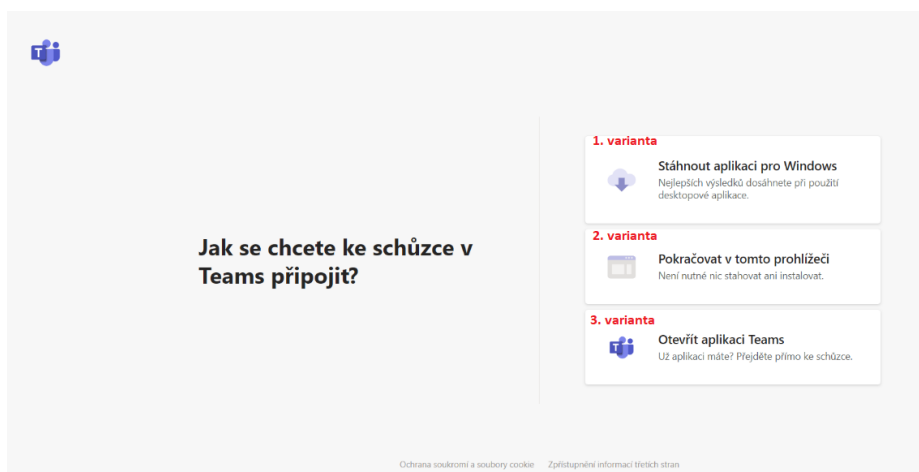 1. varianta
Stáhnout aplikaci pro Windows
Nejlepších výsledků dosáhnete při použití
desktopové aplikace.
2. varianta
Jak se chcete ke schůzce v
Teams připojit?
Pokračovat v tomto prohlížeči
Není nutné nic stahovat ani instalovat.
3. varianta
Otevřít aplikaci Teams
Už aplikaci máte? Přejděte přímo ke schůzce.
Ochrana soukromí a soubory cookie Zpřístupnění informací třetích stran